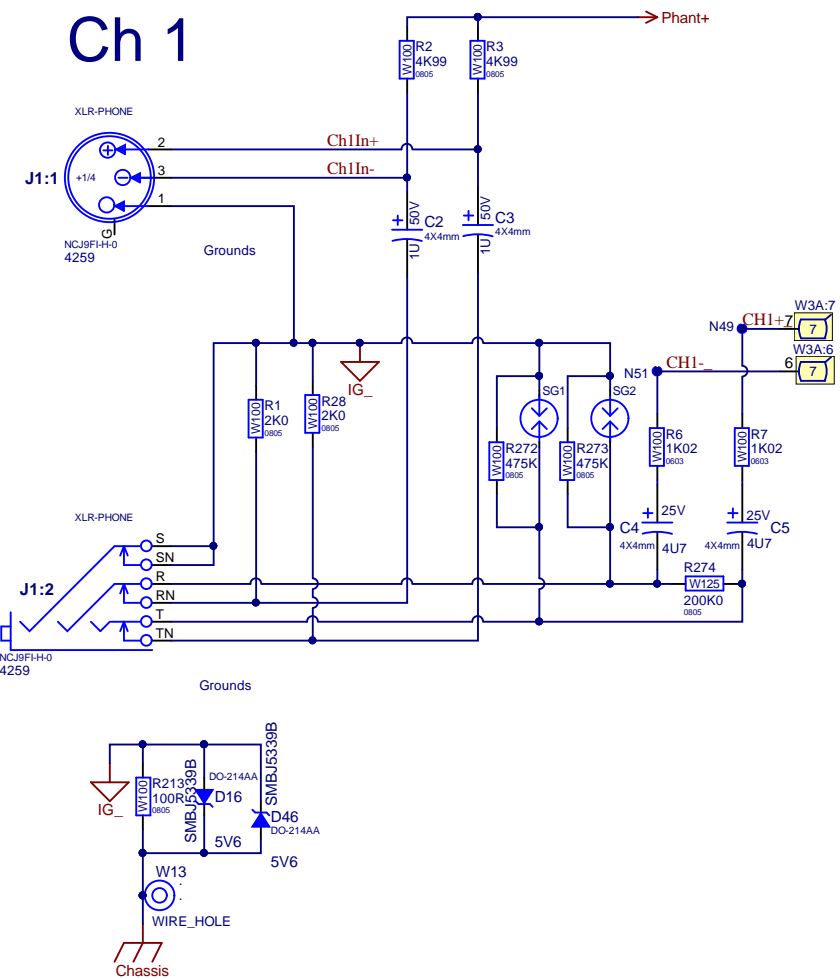 Ch 1
Phant+
W100
R2
4K99
0805
W100
R3
4K99
0805
XLR-PHONE
J1:1
+1/4
2
3
1
G
NCJ9FI-H-0
4259
Ch1In+
Ch1In-
Grounds
50V
C2
4X4mm
1U
50V
C3
4X4mm
1U
IG_
W100
R1
2K0
0805
W100
R28
2K0
0805
SG1
SG2
W100
R272
475K
0805
W100
R273
475K
0805
N49
CH1+_
7
W3A:7
7
N51
CH1-_
6
W3A:6
7
W100
R6
1K02
0603
W100
R7
1K02
0603
25V
C4
4X4mm
4U7
25V
C5
4X4mm
4U7
R274
W125
200K0
0805
XLR-PHONE
J1:2
S
SN
R
RN
T
TN
NCJ9FI-H-0
4259
Grounds
IG_
W100
R213
100R
0805
SMBJ5339B
DO-214AA
D16
5V6
SMBJ5339B
D46
DO-214AA
5V6
W13
WIRE_HOLE
Chassis